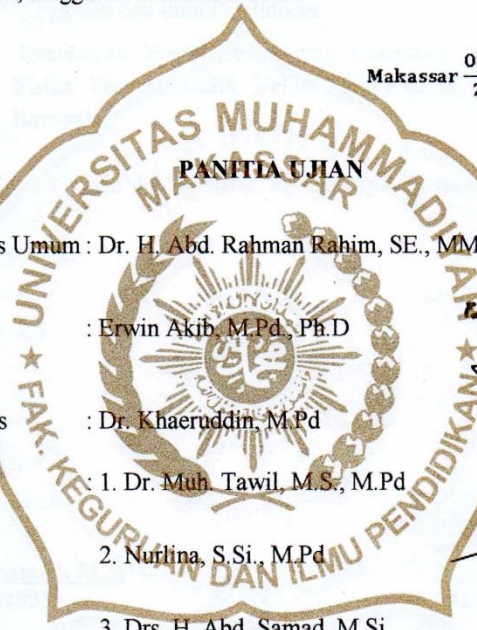 Makassar
PANITIA UJIAN
s Umum : Dr. H. Abd. Rahman Rahim, SE., MM
: Erwin Akib, M.Pd., Ph.D
s : Dr. Khaeruddin, M.Pd
: 1. Dr. Muh. Tawil, M.S., M.Pd
2. Nurlina, S.Si., M.Pd
3. Drs. H. Abd. Samad, M.Si
UNIVERSITAS MUHAMMADIYAH
MAKASSAR
FAK. KEGURUAN DAN ILMU PENDIDIKAN